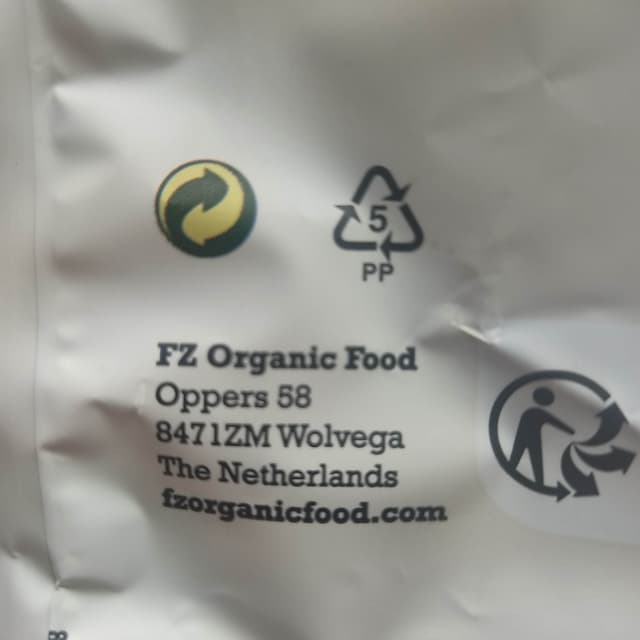 5
PP
FZ Organic Food
Oppers 58
8471ZM Wolvega
The Netherlands
fzorganicfood.com